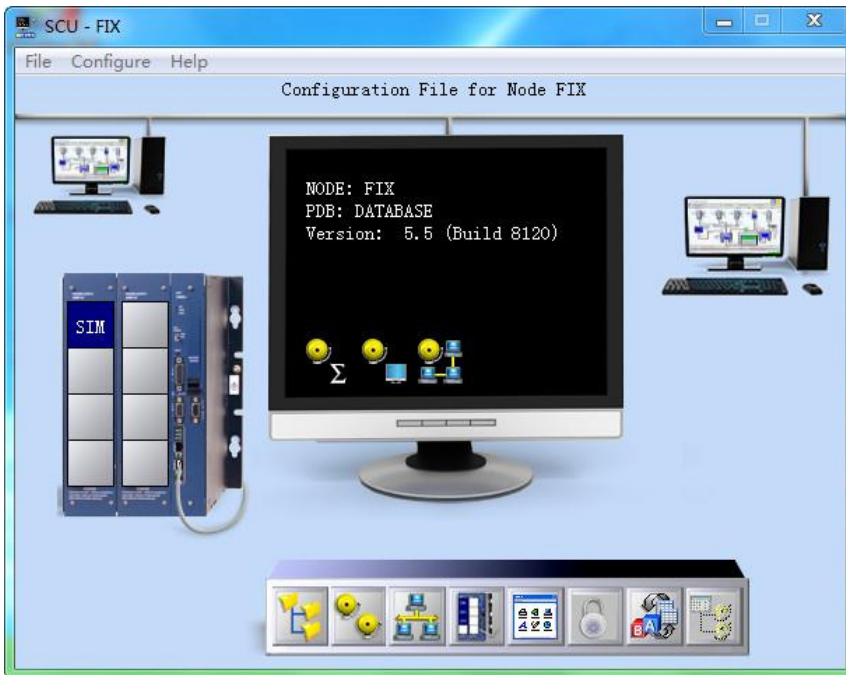 SCU - FIX
File Configure Help
Configuration File for Node FIX
NODE: FIX
PDB: DATABASE
Version: 5.5 (Build 8120)
SIM
Σ
B A